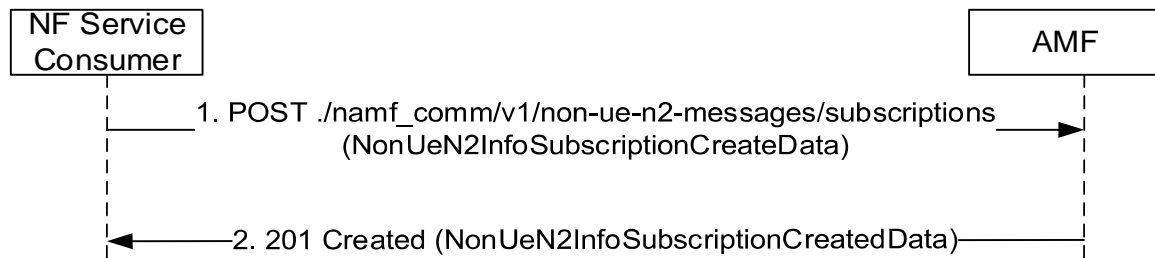 NF Service
Consumer
AMF
1. POST ./namf_comm/v1/non-ue-n2-messages/subscriptions
(NonUeN2InfoSubscriptionCreateData)
2. 201 Created (NonUeN2InfoSubscriptionCreatedData)